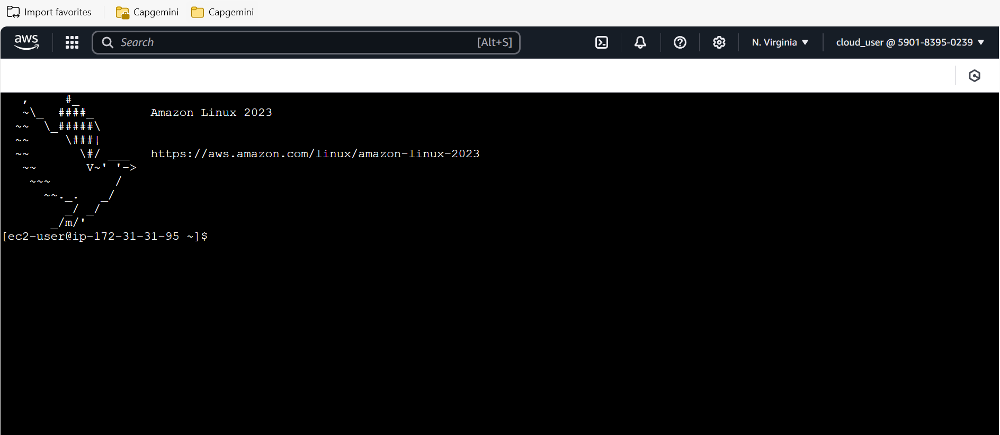 Import favorites Capgemini Capgemini
aws Search [Alt+S] N. Virginia cloud_user @ 5901-8395-0239
   ,     #_
   ~\_  ####_        Amazon Linux 2023
  ~~  \_#####\
  ~~     \###|
  ~~       \#/ ___   https://aws.amazon.com/linux/amazon-linux-2023
   ~~       V~' '->
    ~~~         /
      ~~._.   _/
         _/ _/
       _/m/'
[ec2-user@ip-172-31-31-95 ~]$